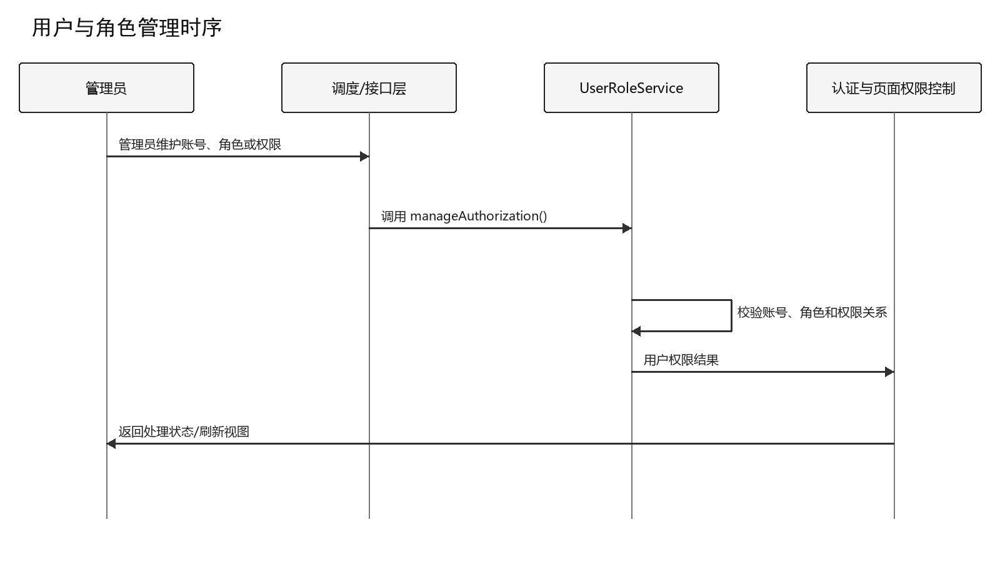 用户与角色管理时序
管理员
调度/接口层
UserRoleService
认证与页面权限控制
管理员维护账号、角色或权限
调用 manageAuthorization()
校验账号、角色和权限关系
用户权限结果
返回处理状态/刷新视图